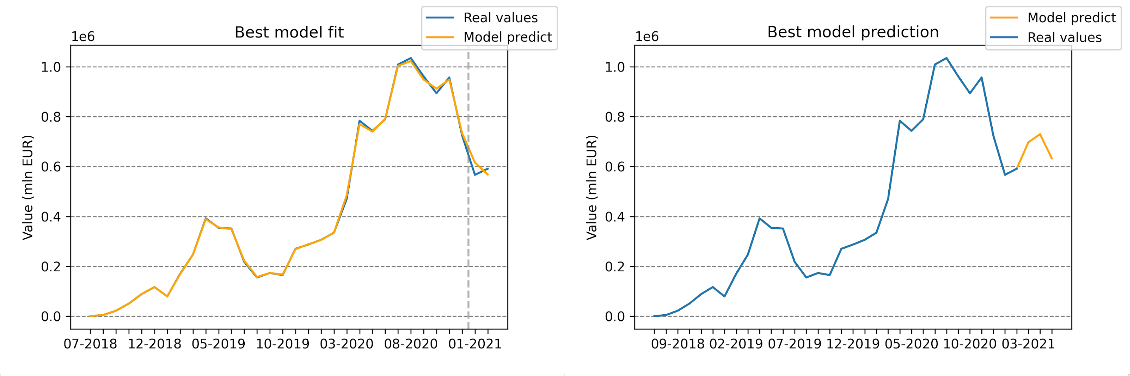 Real values
Model predict
Best model fit
1e6
Value (mln EUR)
1.0
0.8
0.6
0.4
0.2
0.0
07-2018 12-2018 05-2019 10-2019 03-2020 08-2020 01-2021
Model predict
Real values
Best model prediction
1e6
Value (mln EUR)
1.0
0.8
0.6
0.4
0.2
0.0
09-2018 02-2019 07-2019 12-2019 05-2020 10-2020 03-2021